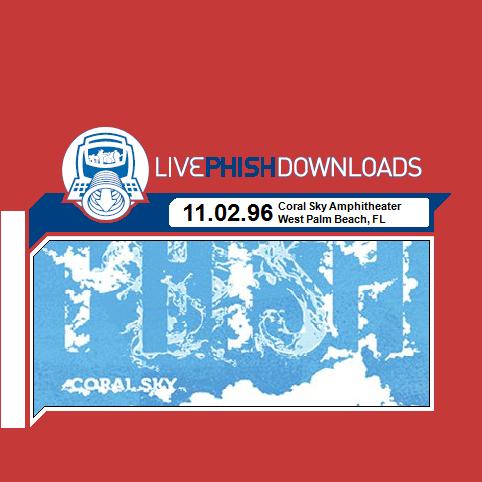 LIVEPHISHDOWNLOADS
11.02.96
Coral Sky Amphitheater
West Palm Beach, FL
PHISH
CORAL SKY